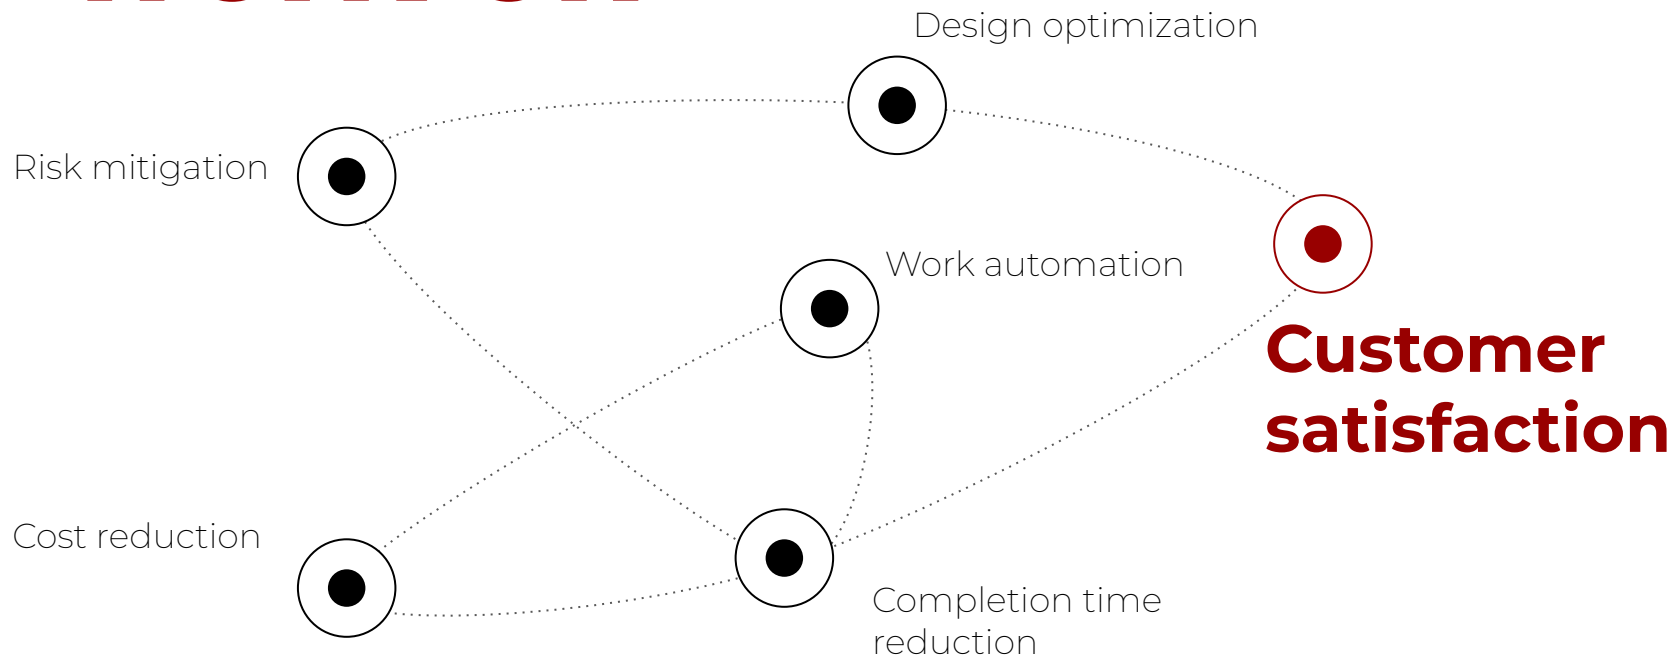 Design optimization
Risk mitigation
Work automation
Customer
satisfaction
Cost reduction
Completion time
reduction